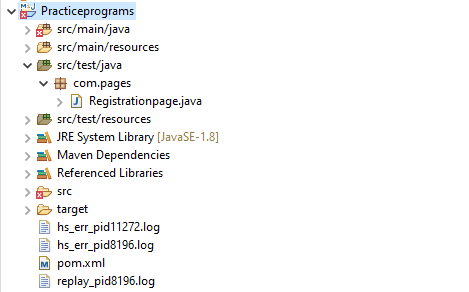 Practiceprograms
src/main/java
src/main/resources
src/test/java
com.pages
Registrationpage.java
src/test/resources
JRE System Library [JavaSE-1.8]
Maven Dependencies
Referenced Libraries
src
target
hs_err_pid11272.log
hs_err_pid8196.log
pom.xml
replay_pid8196.log